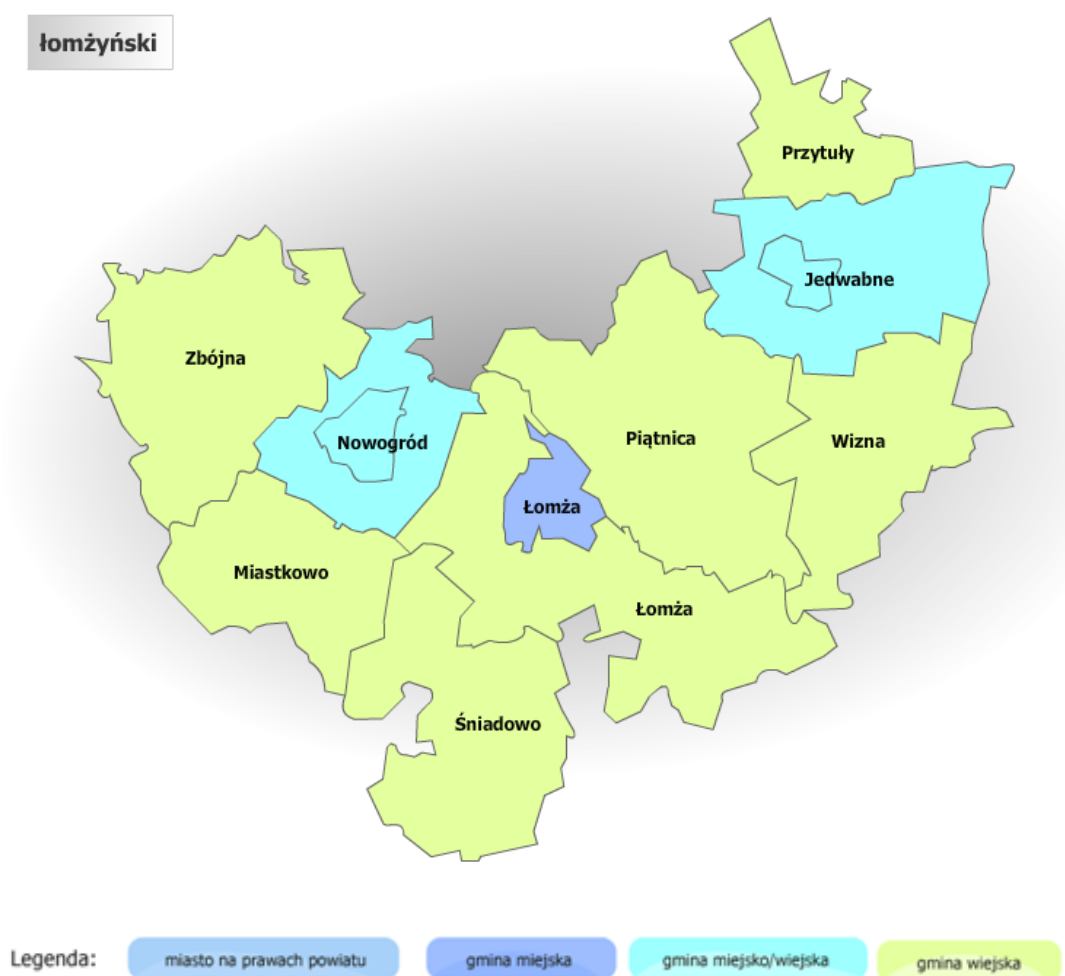 łomżyński
Przytuły
Jedwabne
Zbójna
Nowogród
Piątnica
Wizna
Łomża
Miastkowo
Łomża
Śniadowo
Legenda: miasto na prawach powiatu gmina miejska gmina miejsko/wiejska gmina wiejska